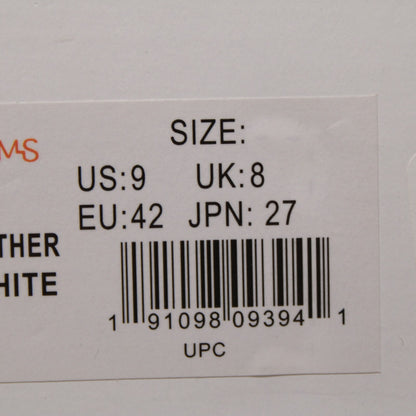 SIZE:
MS
US:9 UK:8
EU:42 JPN: 27
THER
HITE
1 91098 09394 1
UPC